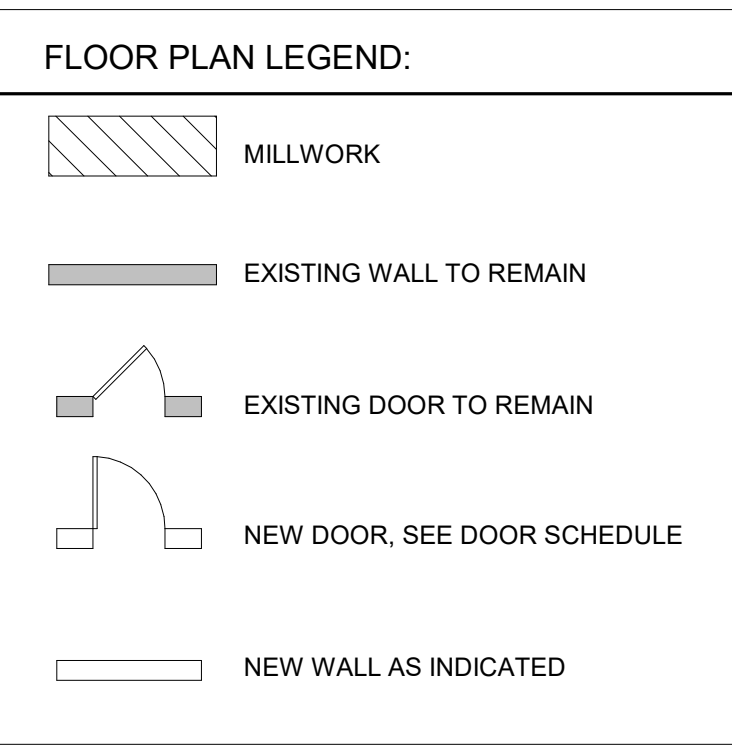 FLOOR PLAN LEGEND:
MILLWORK
EXISTING WALL TO REMAIN
EXISTING DOOR TO REMAIN
NEW DOOR, SEE DOOR SCHEDULE
NEW WALL AS INDICATED